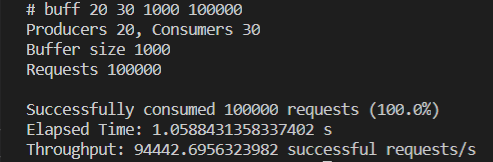 # buff 20 30 1000 100000
Producers 20, Consumers 30
Buffer size 1000
Requests 100000
Successfully consumed 100000 requests (100.0%)
Elapsed Time: 1.0588431358337402 s
Throughput: 94442.6956323982 successful requests/s